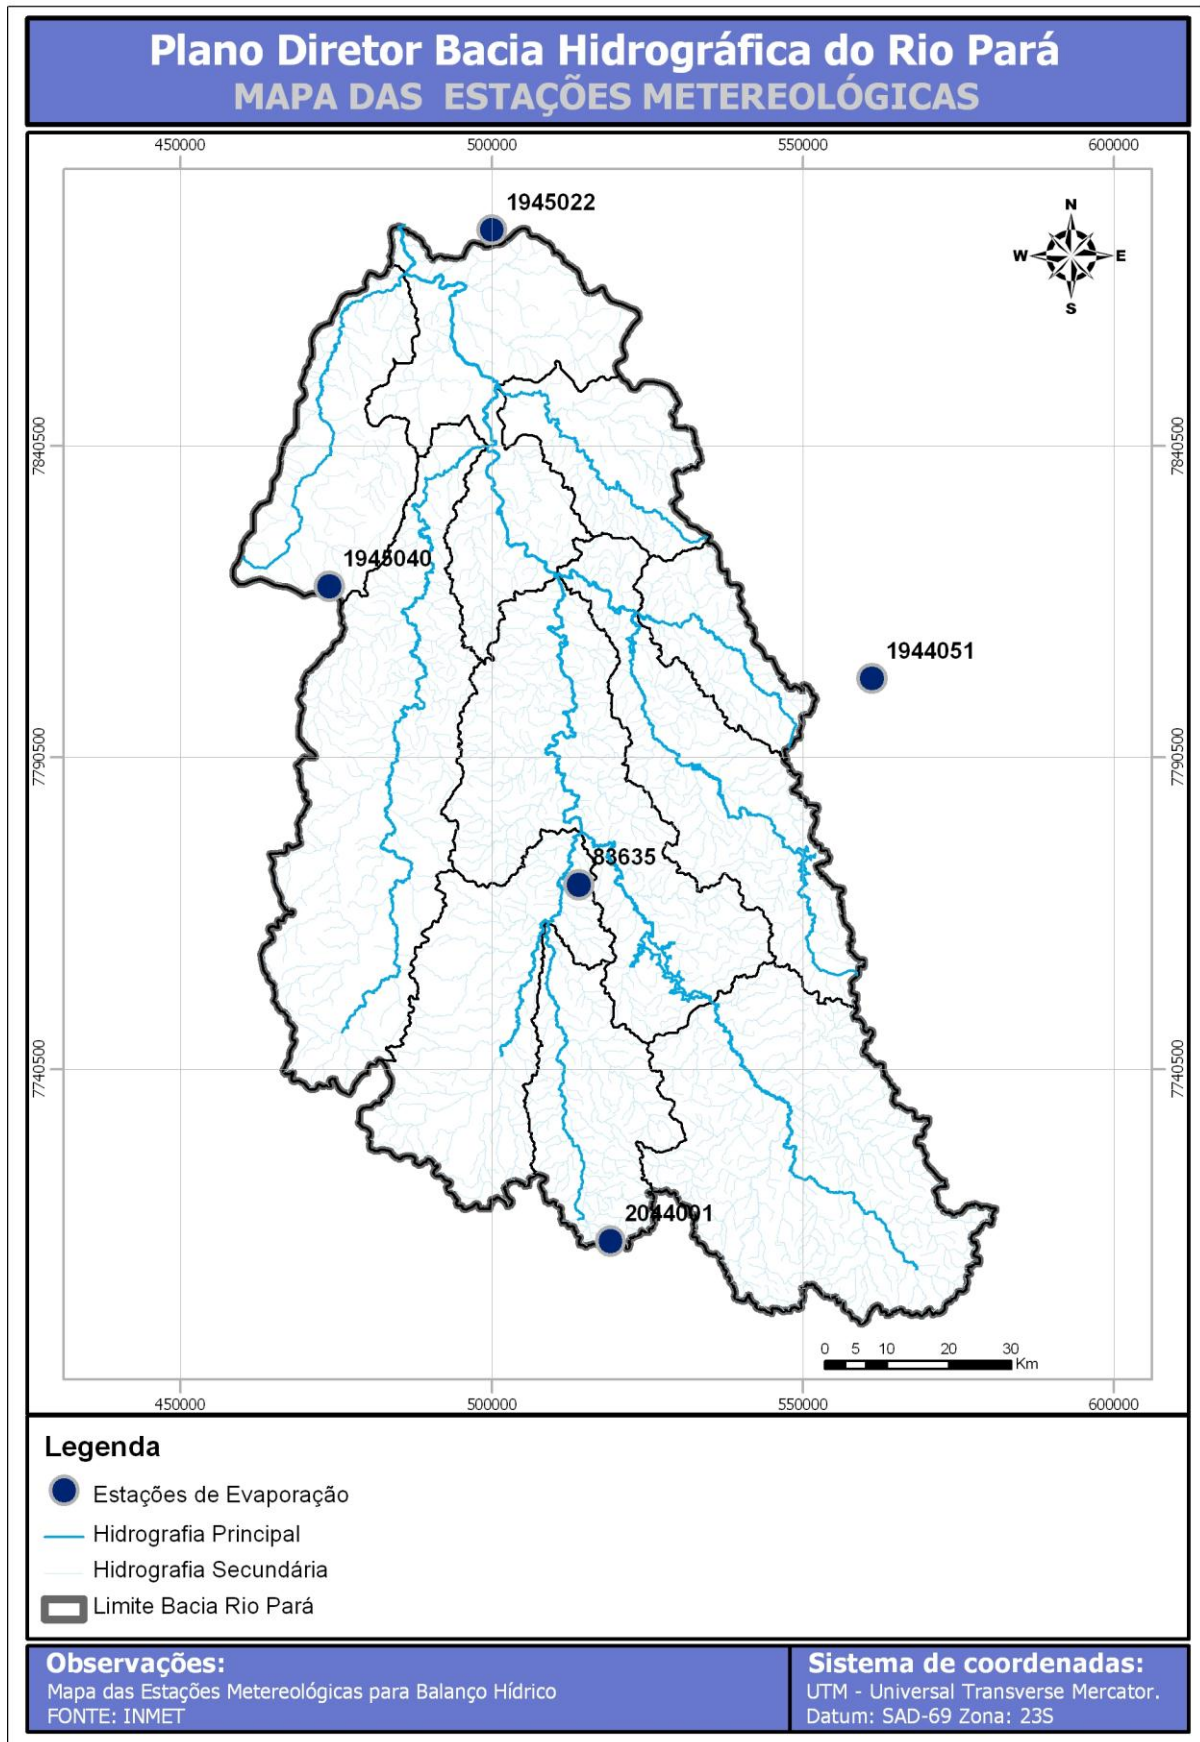 Plano Diretor Bacia Hidrográfica do Rio Pará
MAPA DAS ESTAÇÕES METEREOLÓGICAS
450000 500000 550000 600000
1945022
N
W E
S
7840500 7840500
1945040
1944051
7790500 7790500
83635
7740500 7740500
2044001
0 5 10 20 30
Km
450000 500000 550000 600000
Legenda
Estações de Evaporação
Hidrografia Principal
Hidrografia Secundária
Limite Bacia Rio Pará
Observações:
Mapa das Estações Metereológicas para Balanço Hídrico
FONTE: INMET
Sistema de coordenadas:
UTM - Universal Transverse Mercator.
Datum: SAD-69 Zona: 23S